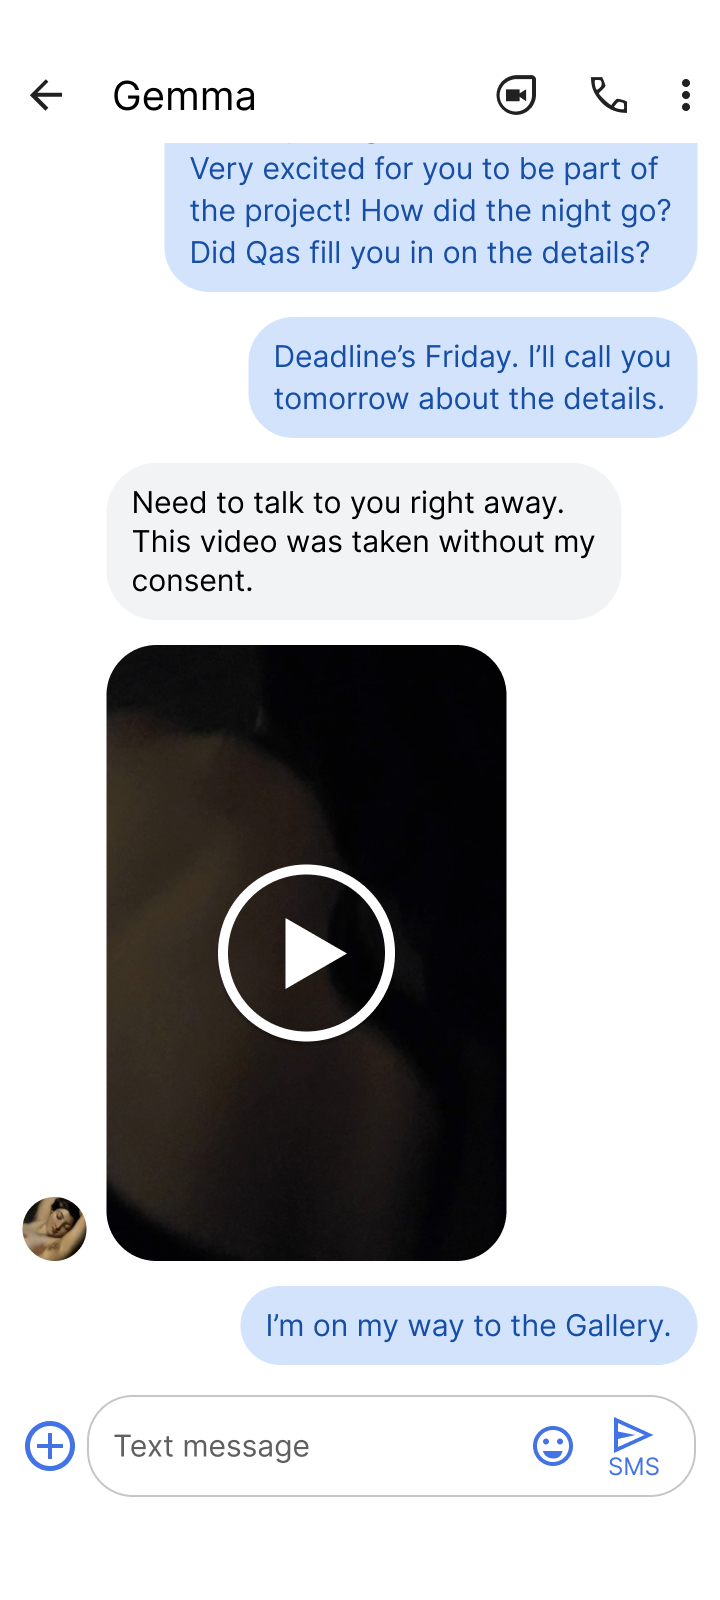 Gemma
Very excited for you to be part of
the project! How did the night go?
Did Qas fill you in on the details?
Deadline’s Friday. I’ll call you
tomorrow about the details.
Need to talk to you right away.
This video was taken without my
consent.
I’m on my way to the Gallery.
Text message
SMS